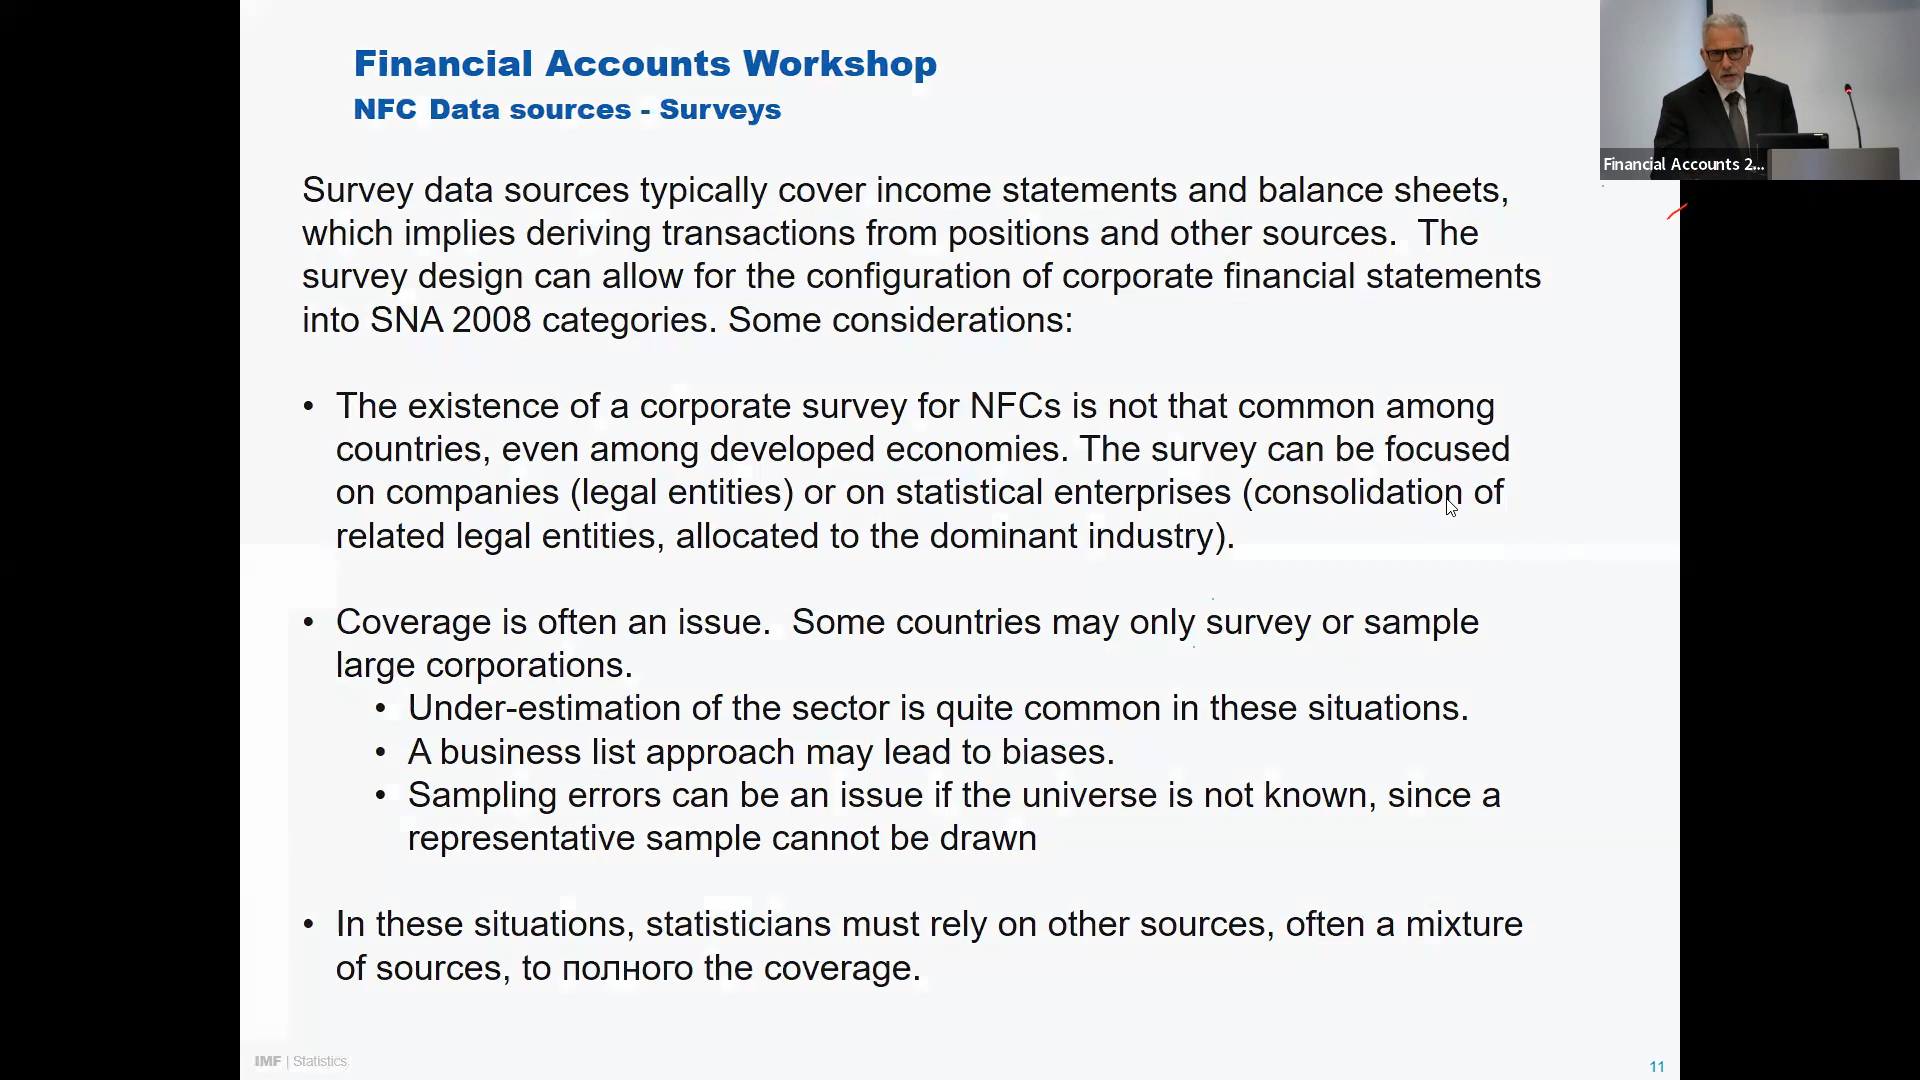 Financial Accounts Workshop
NFC Data sources - Surveys
Financial Accounts 2...
Survey data sources typically cover income statements and balance sheets,
which implies deriving transactions from positions and other sources.  The
survey design can allow for the configuration of corporate financial statements
into SNA 2008 categories. Some considerations:
• The existence of a corporate survey for NFCs is not that common among
countries, even among developed economies. The survey can be focused
on companies (legal entities) or on statistical enterprises (consolidation of
related legal entities, allocated to the dominant industry).
• Coverage is often an issue.  Some countries may only survey or sample
large corporations.
• Under-estimation of the sector is quite common in these situations.
• A business list approach may lead to biases.
• Sampling errors can be an issue if the universe is not known, since a
representative sample cannot be drawn
• In these situations, statisticians must rely on other sources, often a mixture
of sources, to полного the coverage.
IMF | Statistics
11